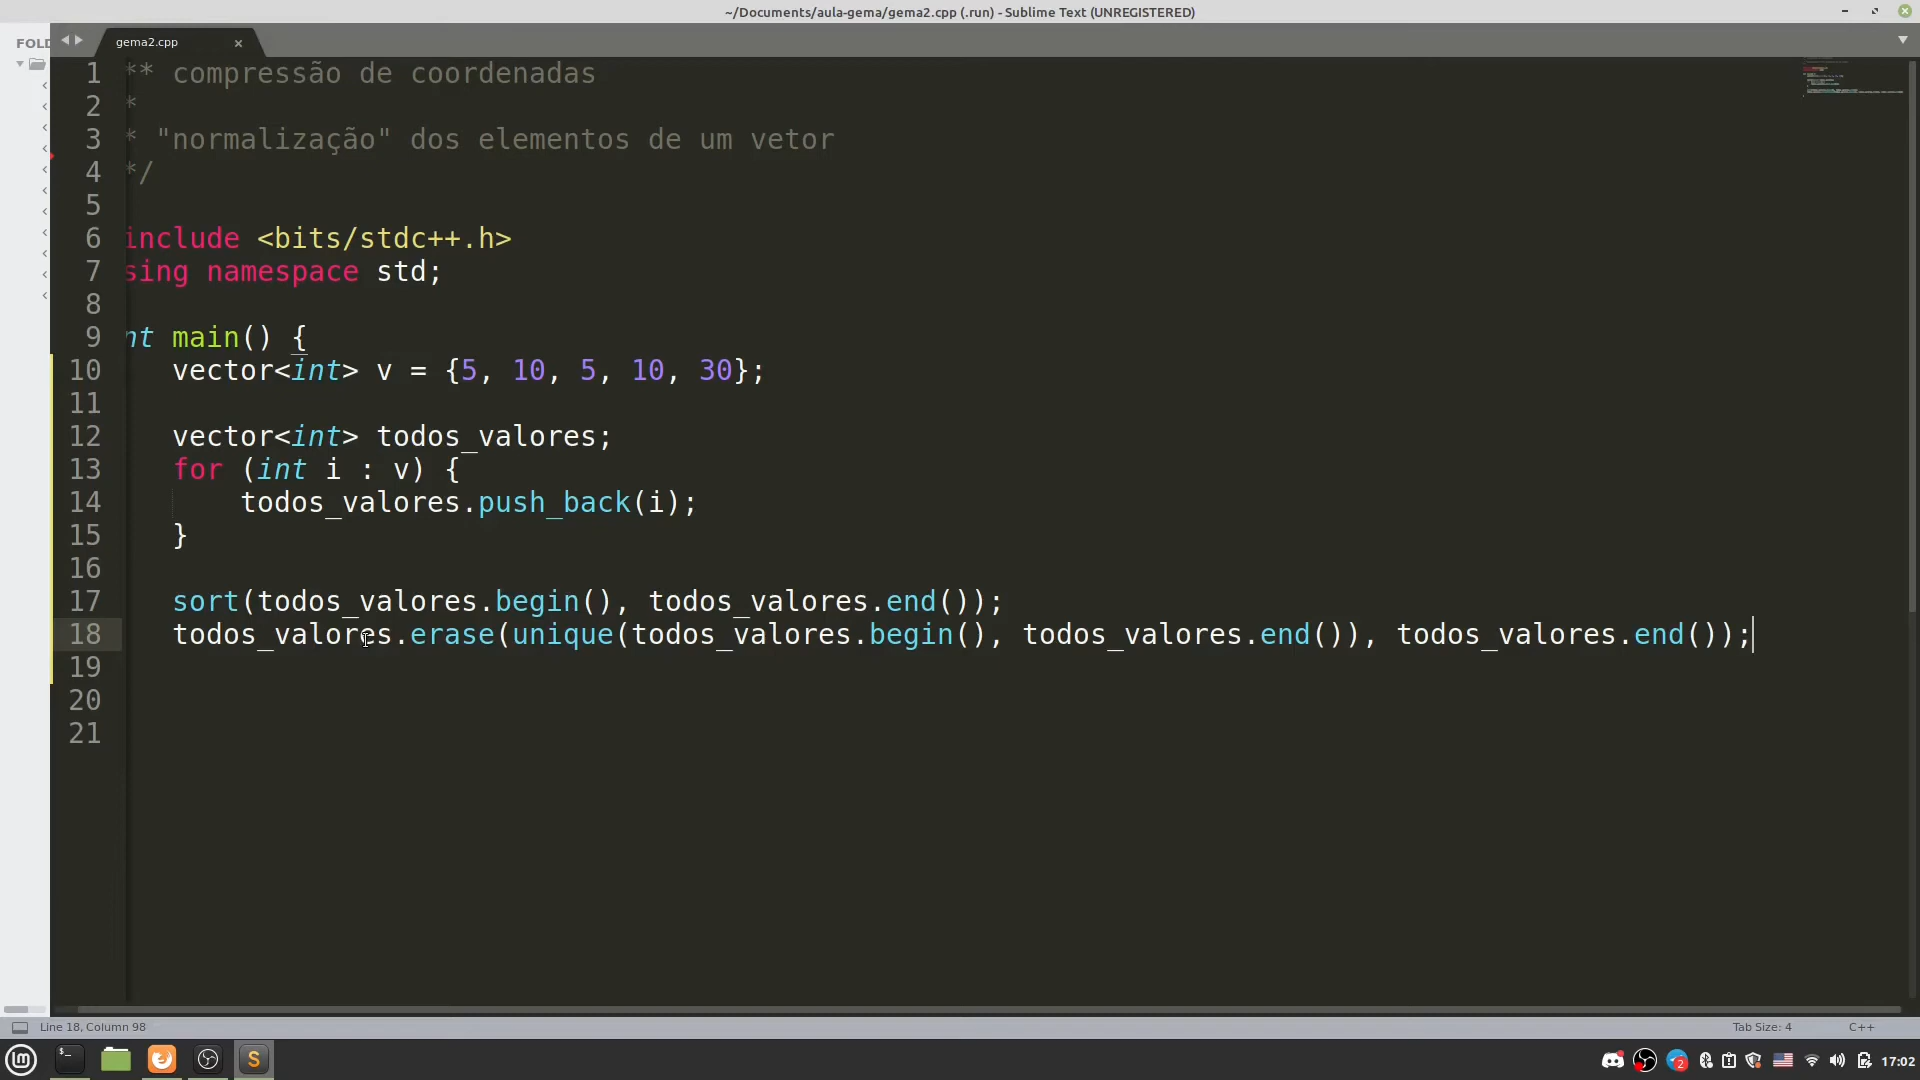 ~/Documents/aula-gema/gema2.cpp (.run) - Sublime Text (UNREGISTERED)
FOLD
gema2.cpp
1 ** compressão de coordenadas
2 *
3 * "normalização" dos elementos de um vetor
4 */
5
6 include <bits/stdc++.h>
7 sing namespace std;
8
9 nt main() {
10 vector<int> v = {5, 10, 5, 10, 30};
11
12 vector<int> todos_valores;
13 for (int i : v) {
14 todos_valores.push_back(i);
15 }
16
17 sort(todos_valores.begin(), todos_valores.end());
18 todos_valores.erase(unique(todos_valores.begin(), todos_valores.end()), todos_valores.end());
19
20
21
Line 18, Column 98
Tab Size: 4
C++
2
17:02